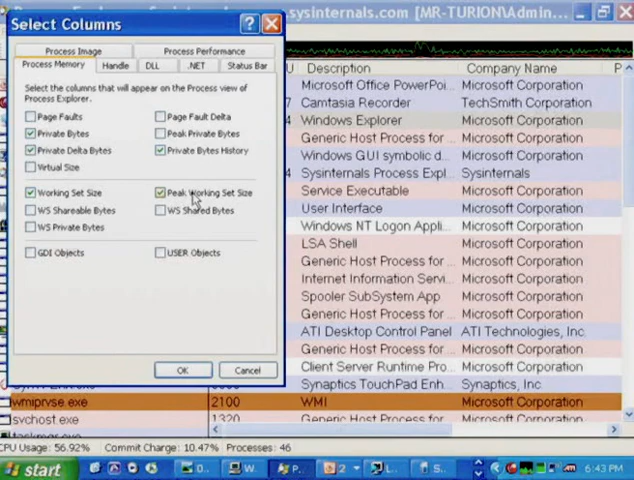 sysinternals.com [MR-TURION\Admin...
Select Columns
Process Image Process Performance
Process Memory Handle DLL .NET Status Bar
Select the columns that will appear on the Process view of
Process Explorer.
Page Faults Page Fault Delta
Private Bytes Peak Private Bytes
Private Delta Bytes Private Bytes History
Virtual Size
Working Set Size Peak Working Set Size
WS Shareable Bytes WS Shared Bytes
WS Private Bytes
GDI Objects USER Objects
OK Cancel
Description Company Name P
Microsoft Office PowerPoi... Microsoft Corporation
7 Camtasia Recorder TechSmith Corporation
4 Windows Explorer Microsoft Corporation
Generic Host Process for ... Microsoft Corporation
Windows GUI symbolic d... Microsoft Corporation
Sysinternals Process Expl... Sysinternals
Service Executable Microsoft Corporation
User Interface Microsoft Corporation
Windows NT Logon Appli... Microsoft Corporation
LSA Shell Microsoft Corporation
Generic Host Process for ... Microsoft Corporation
Internet Information Servi... Microsoft Corporation
Spooler SubSystem App Microsoft Corporation
Generic Host Process for ... Microsoft Corporation
ATI Desktop Control Panel ATI Technologies, Inc.
Generic Host Process for ... Microsoft Corporation
Client Server Runtime Pro... Microsoft Corporation
Synaptics TouchPad Enh... Synaptics, Inc
wmiprvse.exe 2100 WMI Microsoft Corporation
svchost.exe 1320 Generic Host Process for ... Microsoft Corporation
taskmgr.exe
CPU Usage: 56.92% Commit Charge: 10.47% Processes: 46
start O... W... P... 2 L... S... 6:43 PM